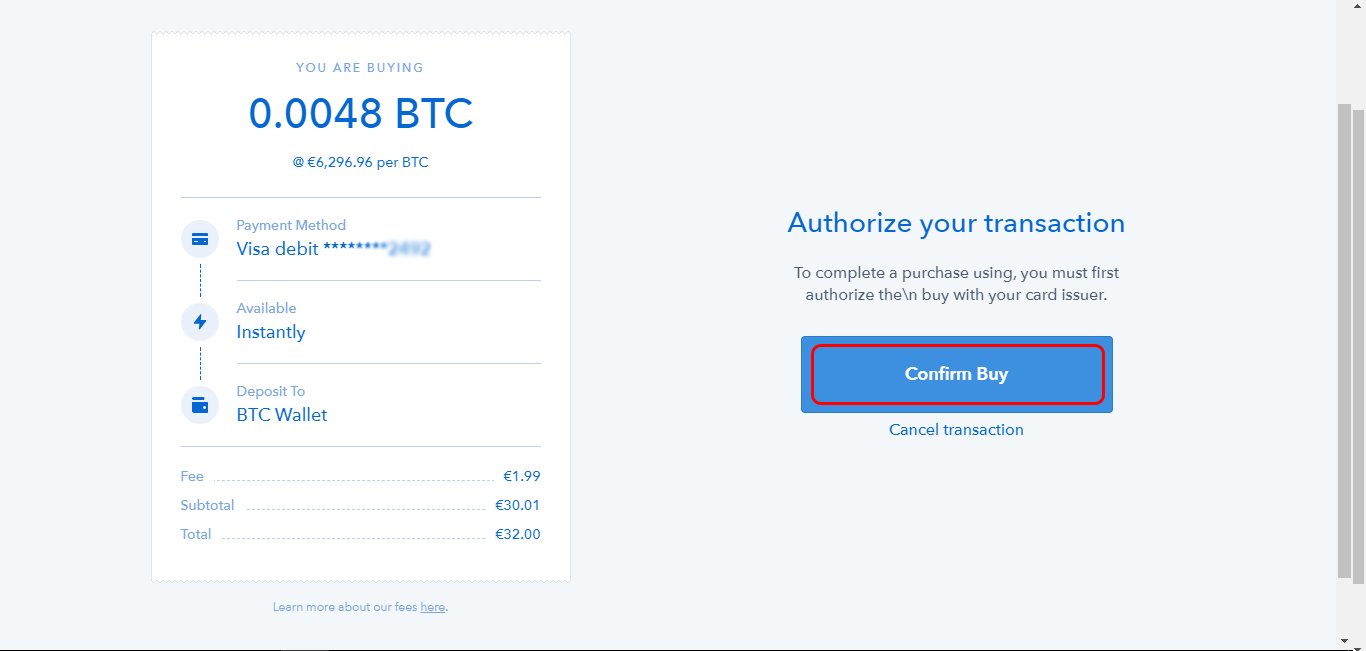 YOU ARE BUYING
0.0048 BTC
@ €6,296.96 per BTC
Payment Method
Visa debit ********
Available
Instantly
Deposit To
BTC Wallet
Fee €1.99
Subtotal €30.01
Total €32.00
Learn more about our fees here.
Authorize your transaction
To complete a purchase using, you must first
authorize the\n buy with your card issuer.
Confirm Buy
Cancel transaction